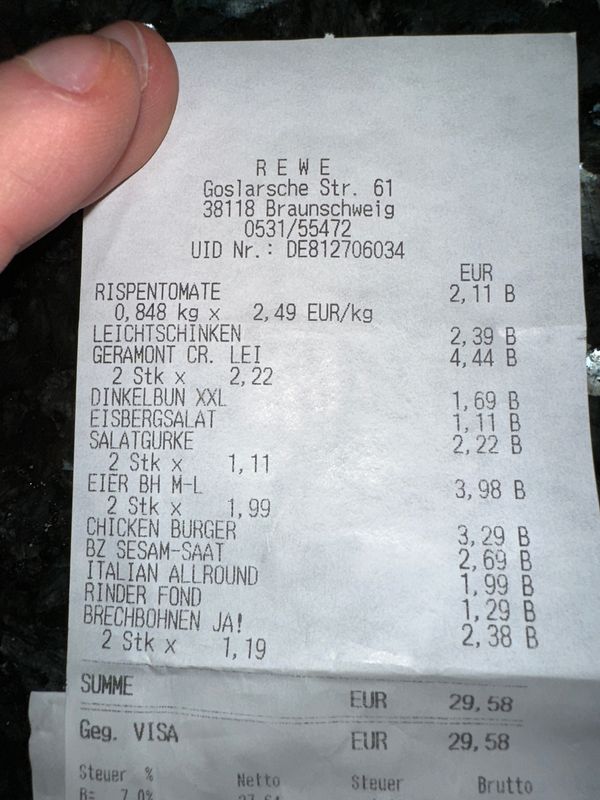 R E W E
Goslarsche Str. 61
38118 Braunschweig
0531/55472
UID Nr.: DE812706034
EUR
RISPENTOMATE 2,11 B
0,848 kg x 2,49 EUR/kg
LEICHTSCHINKEN 2,39 B
GERAMONT CR. LEI 4,44 B
2 Stk x 2,22
DINKELBUN XXL 1,69 B
EISBERGSALAT 1,11 B
SALATGURKE 2,22 B
2 Stk x 1,11
EIER BH M-L 3,98 B
2 Stk x 1,99
CHICKEN BURGER 3,29 B
BZ SESAM-SAAT 2,69 B
ITALIAN ALLROUND 1,99 B
RINDER FOND 1,29 B
BRECHBOHNEN JA! 2,38 B
2 Stk x 1,19
SUMME EUR 29,58
Geg. VISA EUR 29,58
Steuer % Netto Steuer Brutto
B= 7,0% 27,64